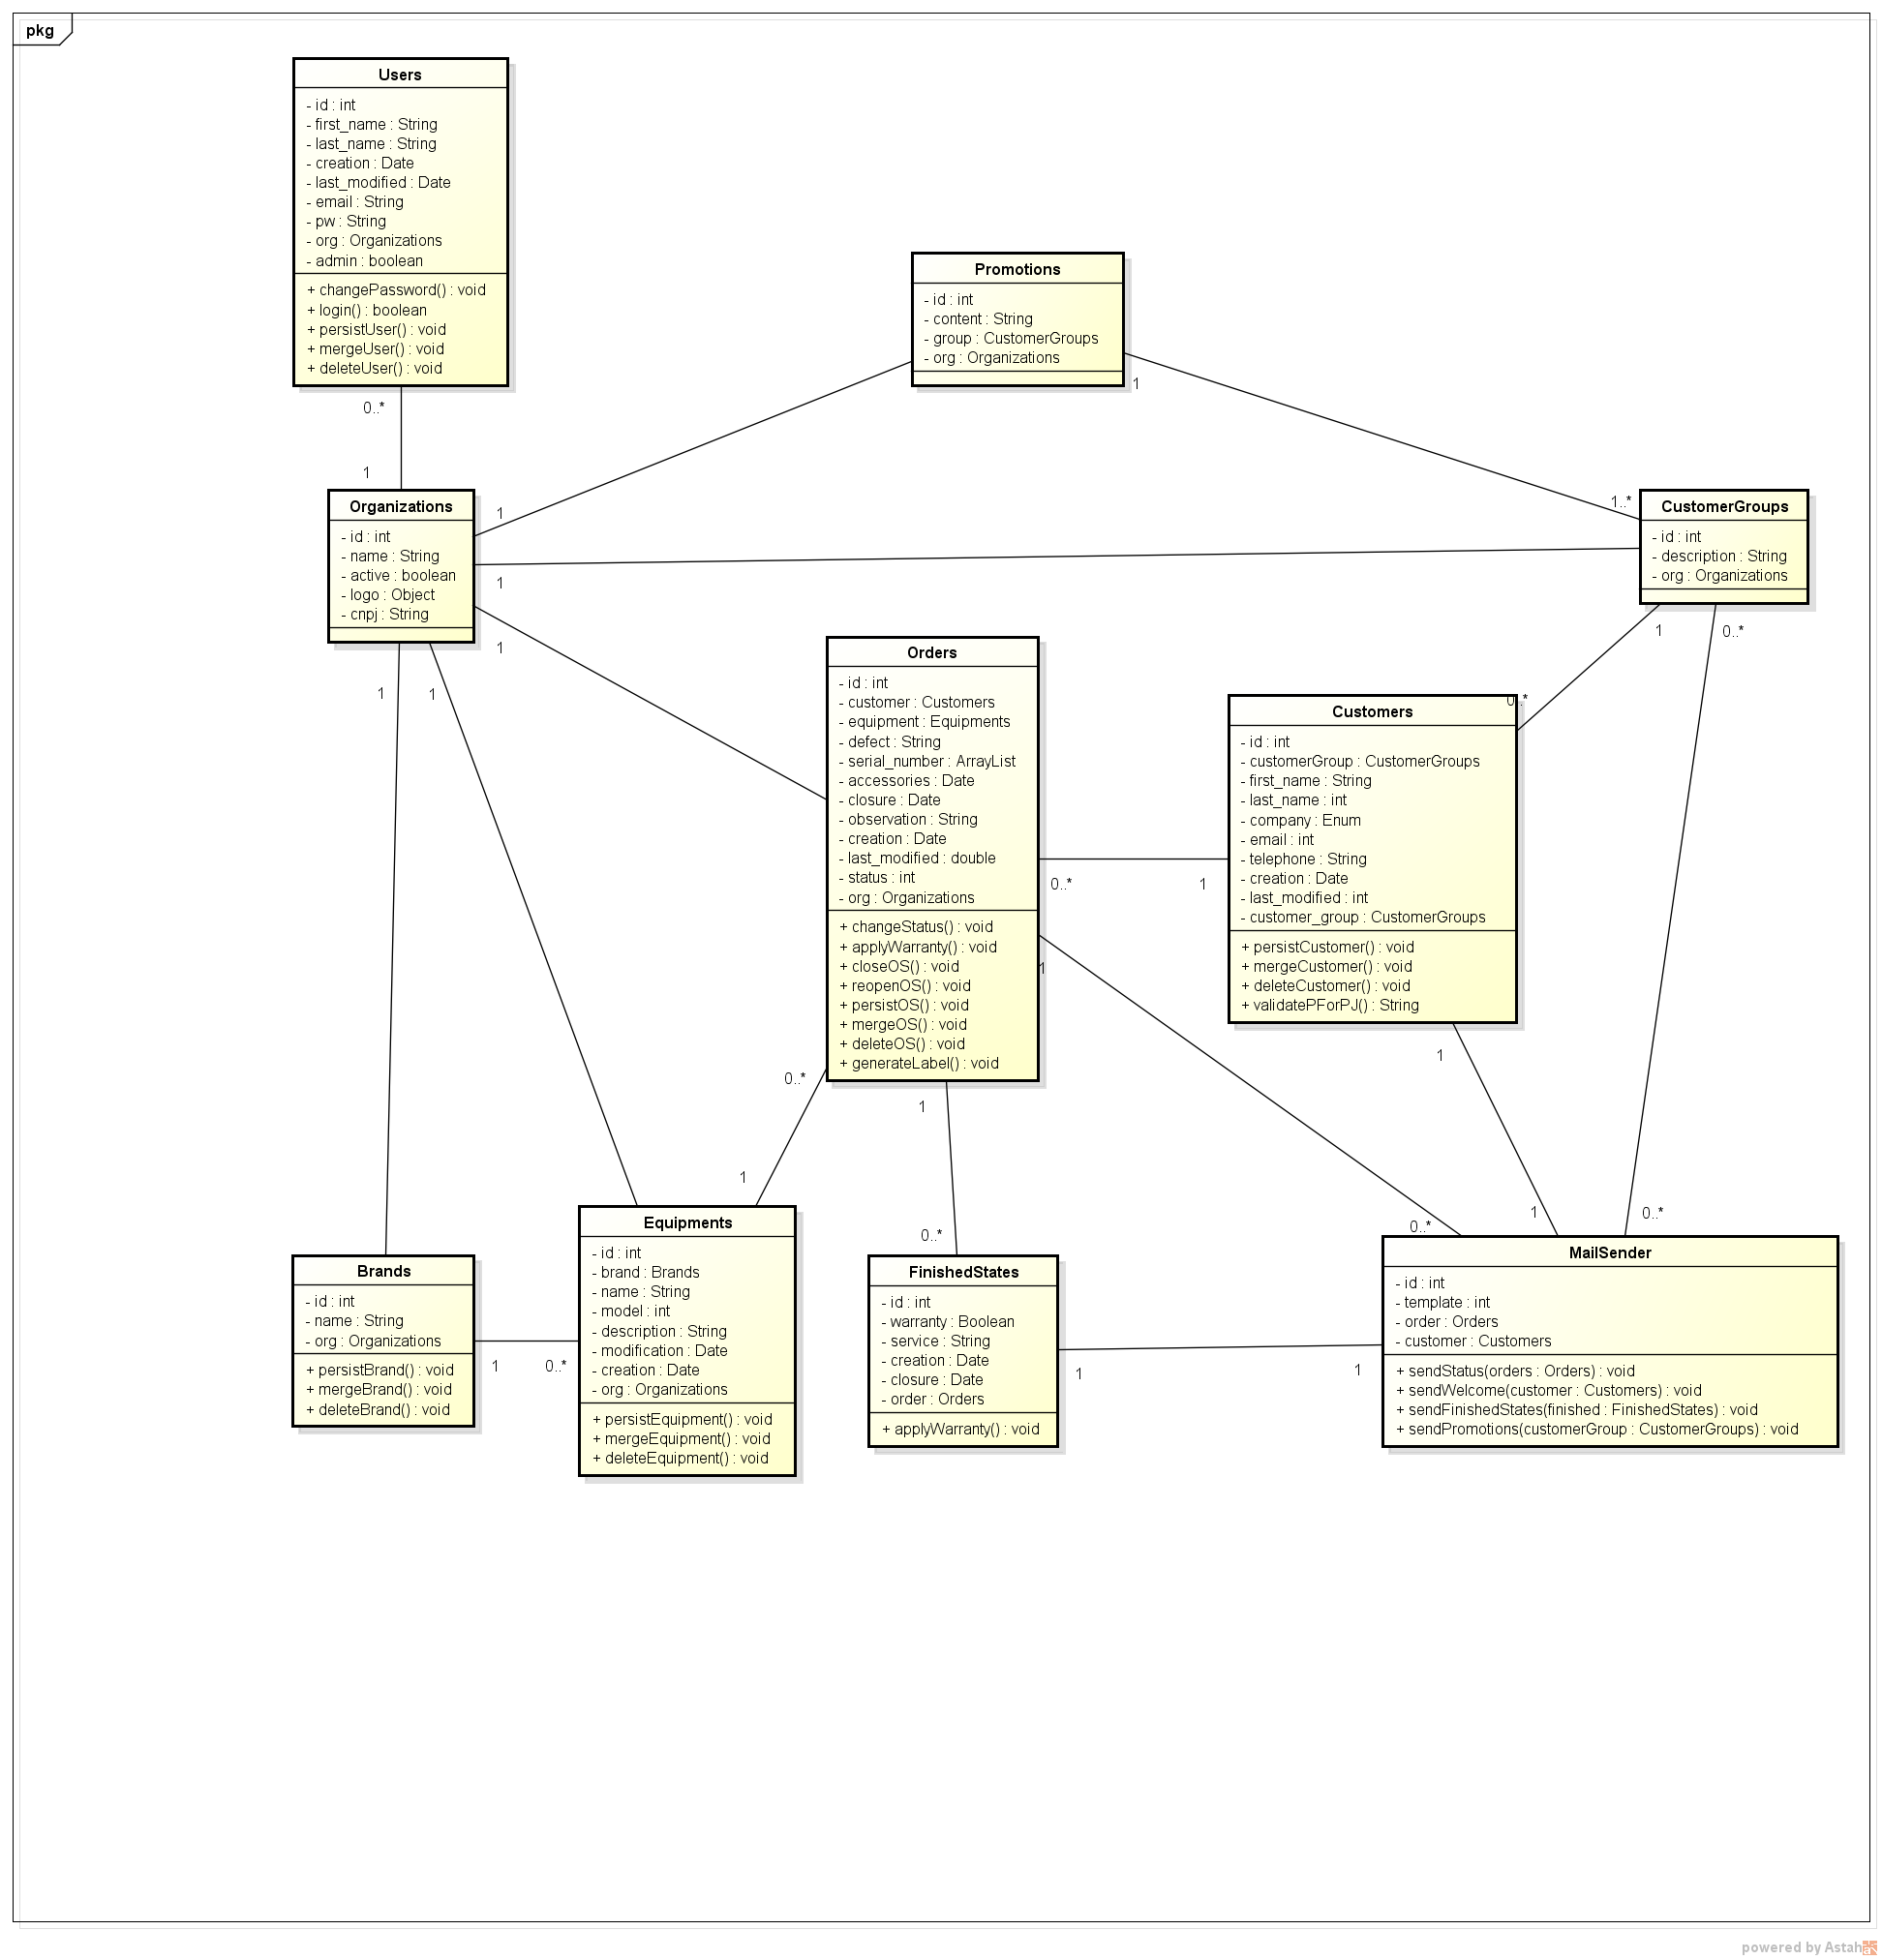 pkg
Users
- id : int
- first_name : String
- last_name : String
- creation : Date
- last_modified : Date
- email : String
- pw : String
- org : Organizations
- admin : boolean
+ changePassword() : void
+ login() : boolean
+ persistUser() : void
+ mergeUser() : void
+ deleteUser() : void
0..*
1
Promotions
- id : int
- content : String
- group : CustomerGroups
- org : Organizations
1
1..*
Organizations
- id : int
- name : String
- active : boolean
- logo : Object
- cnpj : String
1
1
1
1
1
CustomerGroups
- id : int
- description : String
- org : Organizations
1
0..*
0..*
Orders
- id : int
- customer : Customers
- equipment : Equipments
- defect : String
- serial_number : ArrayList
- accessories : Date
- closure : Date
- observation : String
- creation : Date
- last_modified : double
- status : int
- org : Organizations
+ changeStatus() : void
+ applyWarranty() : void
+ closeOS() : void
+ reopenOS() : void
+ persistOS() : void
+ mergeOS() : void
+ deleteOS() : void
+ generateLabel() : void
0..*
1
1
Customers
- id : int
- customerGroup : CustomerGroups
- first_name : String
- last_name : int
- company : Enum
- email : int
- telephone : String
- creation : Date
- last_modified : int
- customer_group : CustomerGroups
+ persistCustomer() : void
+ mergeCustomer() : void
+ deleteCustomer() : void
+ validatePForPJ() : String
1
0..*
1
1
0..*
0..*
1
0..*
Brands
- id : int
- name : String
- org : Organizations
+ persistBrand() : void
+ mergeBrand() : void
+ deleteBrand() : void
1
0..*
Equipments
- id : int
- brand : Brands
- name : String
- model : int
- description : String
- modification : Date
- creation : Date
- org : Organizations
+ persistEquipment() : void
+ mergeEquipment() : void
+ deleteEquipment() : void
FinishedStates
- id : int
- warranty : Boolean
- service : String
- creation : Date
- closure : Date
- order : Orders
+ applyWarranty() : void
1
1
MailSender
- id : int
- template : int
- order : Orders
- customer : Customers
+ sendStatus(orders : Orders) : void
+ sendWelcome(customer : Customers) : void
+ sendFinishedStates(finished : FinishedStates) : void
+ sendPromotions(customerGroup : CustomerGroups) : void
powered by Astah